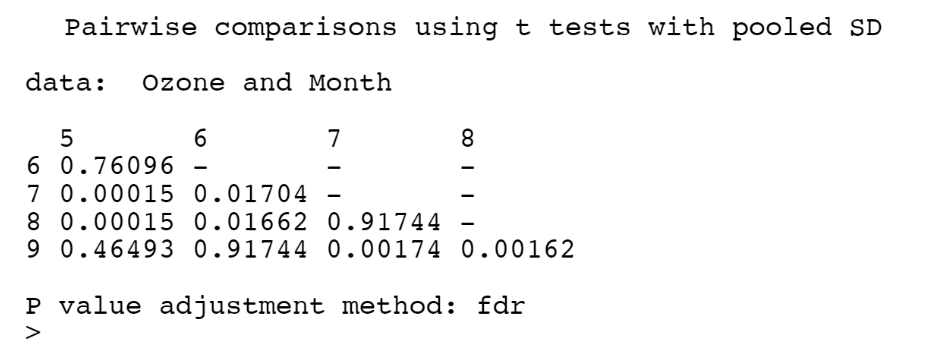 Pairwise comparisons using t tests with pooled SD
data:  Ozone and Month
  5       6       7       8
6 0.76096 -       -       -
7 0.00015 0.01704 -       -
8 0.00015 0.01662 0.91744 -
9 0.46493 0.91744 0.00174 0.00162
P value adjustment method: fdr
>